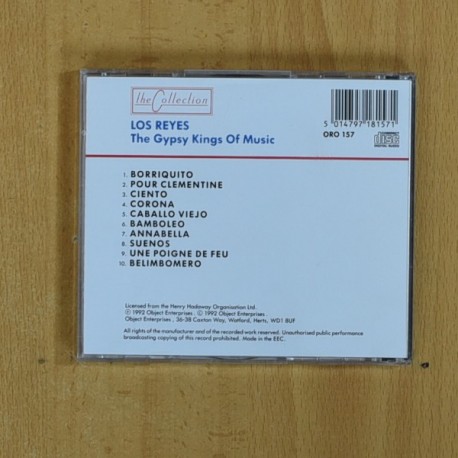 the Collection
LOS REYES
The Gypsy Kings Of Music
5 014797 181571
ORO 157
disc
DIGITAL AUDIO
1. BORRIQUITO
2. POUR CLEMENTINE
3. CIENTO
4. CORONA
5. CABALLO VIEJO
6. BAMBOLEO
7. ANNABELLA
8. SUENOS
9. UNE POIGNE DE FEU
10. BELIMBOMERO
Licensed from the Henry Hadaway Organisation Ltd.
℗ 1992 Object Enterprises © 1992 Object Enterprises
Object Enterprises, 36-38 Caxton Way, Watford, Herts, WD1 8UF
All rights of the manufacturer and of the recorded work reserved. Unauthorised public performance
broadcasting copying of this record prohibited. Made in EEC.